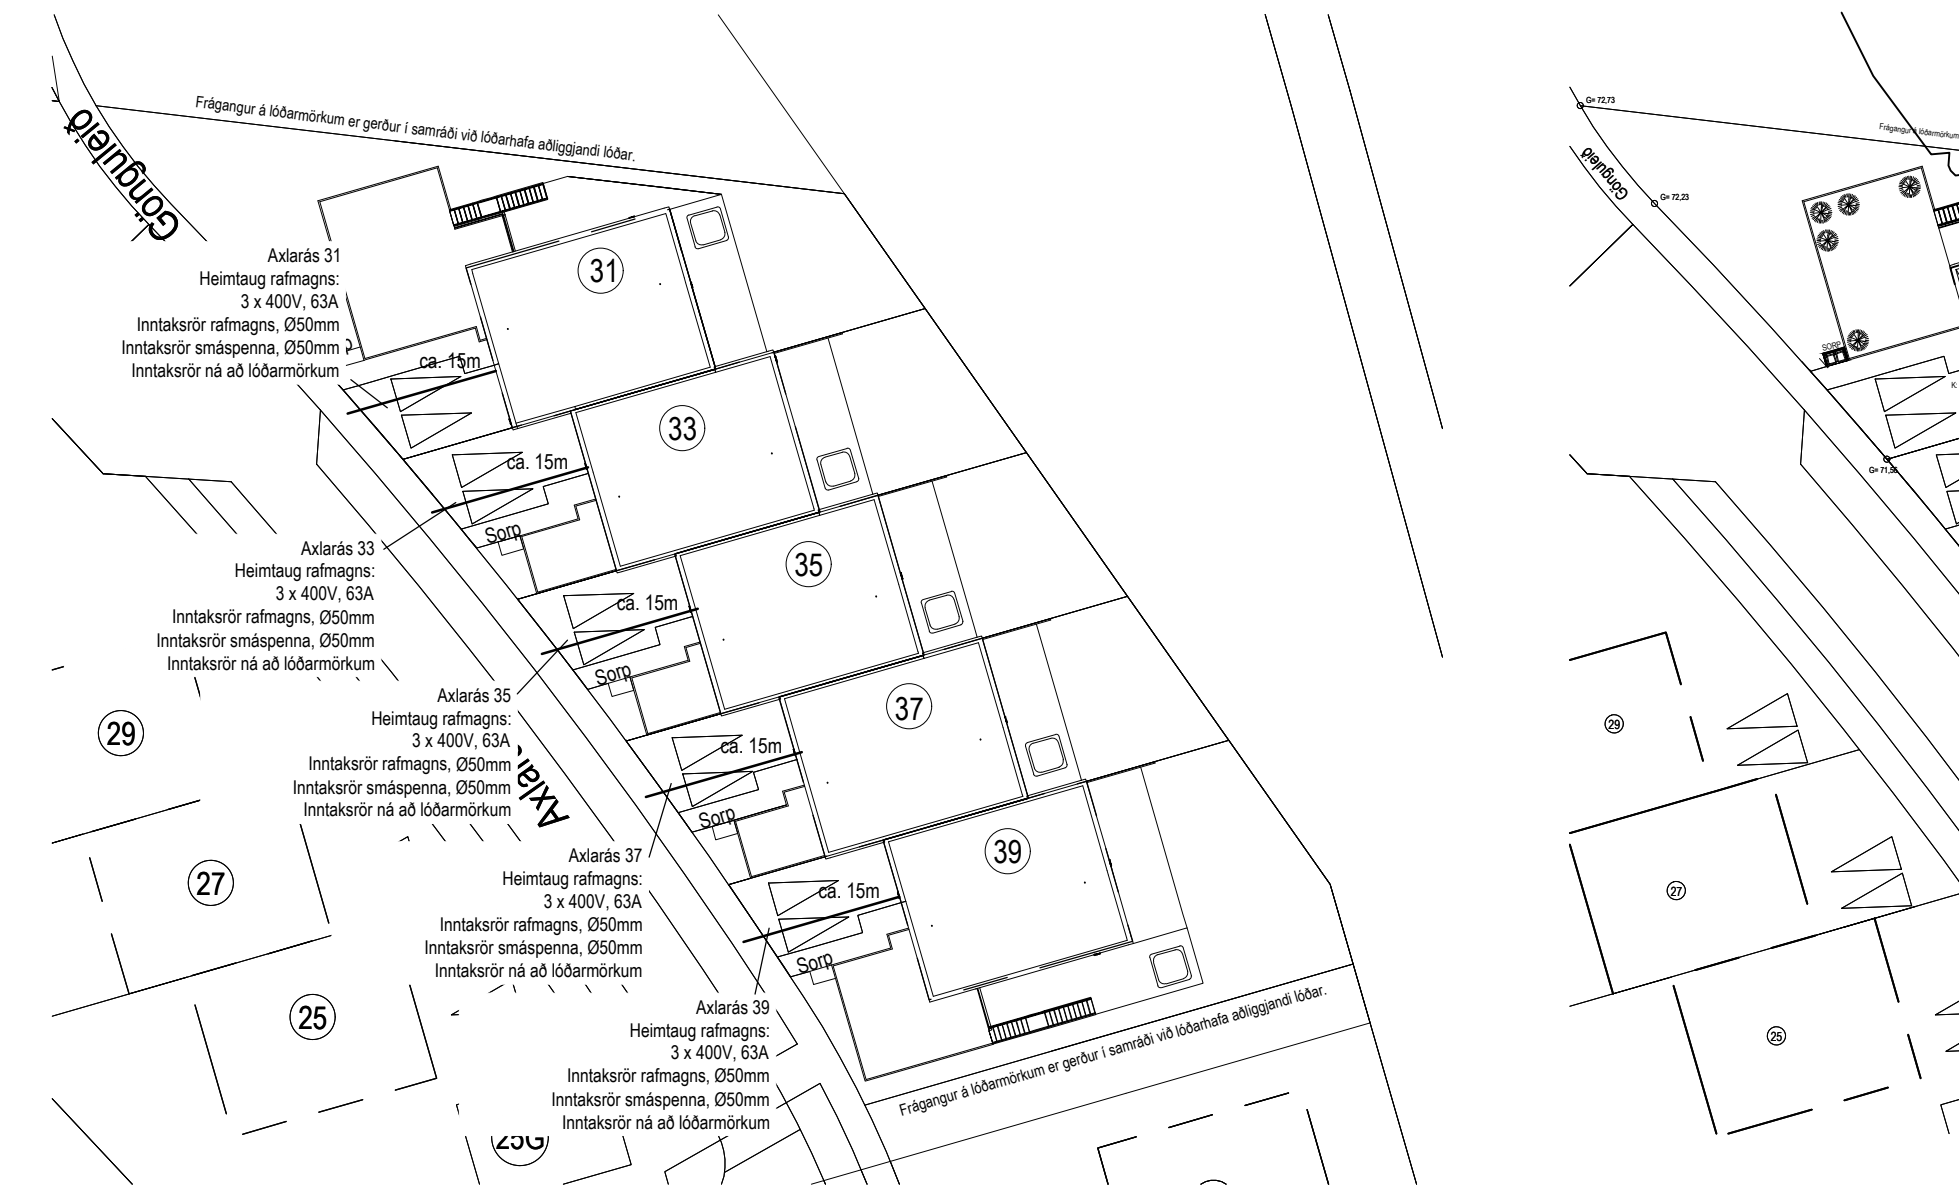 Frágangur á lóðarmörkum er gerður í samráði við lóðarhafa aðliggjandi lóðar.
Gönguleið
Axlarás 31
Heimtaug rafmagns:
3 x 400V, 63A
Inntaksrör rafmagns, Ø50mm
Inntaksrör smáspenna, Ø50mm
Inntaksrör ná að lóðarmörkum
31
ca. 15m
33
ca. 15m
Sorp
Axlarás 33
Heimtaug rafmagns:
3 x 400V, 63A
Inntaksrör rafmagns, Ø50mm
Inntaksrör smáspenna, Ø50mm
Inntaksrör ná að lóðarmörkum
35
ca. 15m
Sorp
Axlarás 35
Heimtaug rafmagns:
3 x 400V, 63A
Inntaksrör rafmagns, Ø50mm
Inntaksrör smáspenna, Ø50mm
Inntaksrör ná að lóðarmörkum
37
ca. 15m
Sorp
Axlarás 37
Heimtaug rafmagns:
3 x 400V, 63A
Inntaksrör rafmagns, Ø50mm
Inntaksrör smáspenna, Ø50mm
Inntaksrör ná að lóðarmörkum
39
ca. 15m
Sorp
Axlarás 39
Heimtaug rafmagns:
3 x 400V, 63A
Inntaksrör rafmagns, Ø50mm
Inntaksrör smáspenna, Ø50mm
Inntaksrör ná að lóðarmörkum
Frágangur á lóðarmörkum er gerður í samráði við lóðarhafa aðliggjandi lóðar.
29
27
25
25G
G= 72,73
Frágangur á lóðarmörkum
Gönguleið
G= 72,23
SORP
K:
G= 71,56
29
27
25